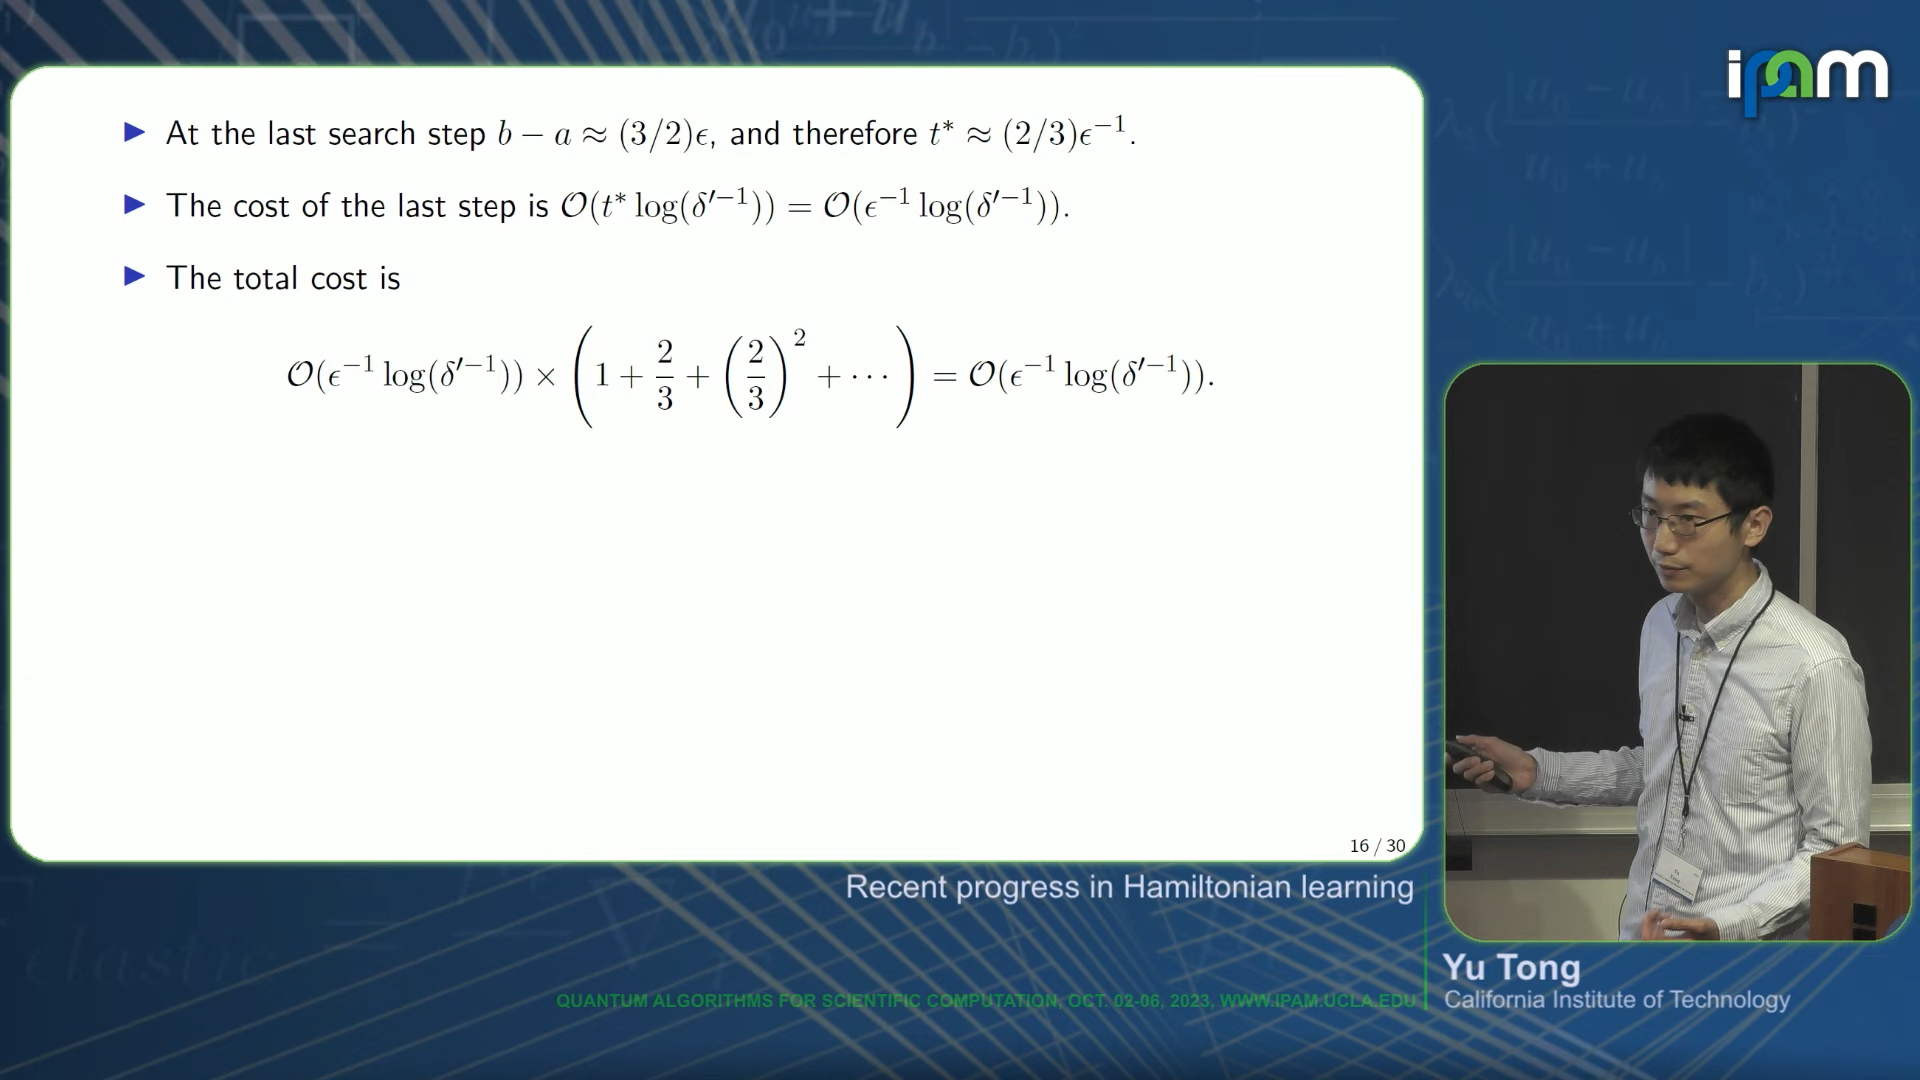 ipam
▶ At the last search step b − a ≈ (3/2)ϵ, and therefore t* ≈ (2/3)ϵ⁻¹.
▶ The cost of the last step is 𝒪(t* log(δ′⁻¹)) = 𝒪(ϵ⁻¹ log(δ′⁻¹)).
▶ The total cost is
𝒪(ϵ⁻¹ log(δ′⁻¹)) × (1 + 2/3 + (2/3)² + ⋯) = 𝒪(ϵ⁻¹ log(δ′⁻¹)).
16 / 30
Recent progress in Hamiltonian learning
Yu Tong
California Institute of Technology
QUANTUM ALGORITHMS FOR SCIENTIFIC COMPUTATION, OCT. 02-06, 2023, WWW.IPAM.UCLA.EDU
elastic